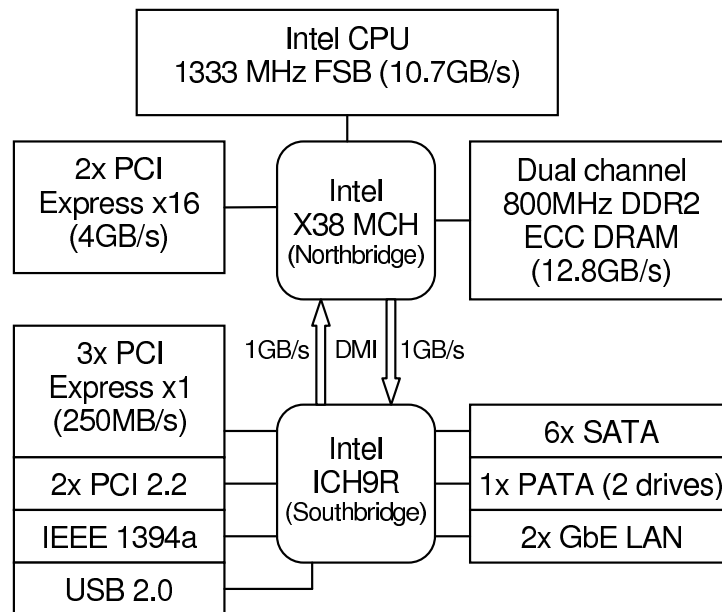 Intel CPU
1333 MHz FSB (10.7GB/s)
2x PCI
Express x16
(4GB/s)
Intel
X38 MCH
(Northbridge)
Dual channel
800MHz DDR2
ECC DRAM
(12.8GB/s)
1GB/s
DMI
1GB/s
3x PCI
Express x1
(250MB/s)
2x PCI 2.2
IEEE 1394a
USB 2.0
Intel
ICH9R
(Southbridge)
6x SATA
1x PATA (2 drives)
2x GbE LAN